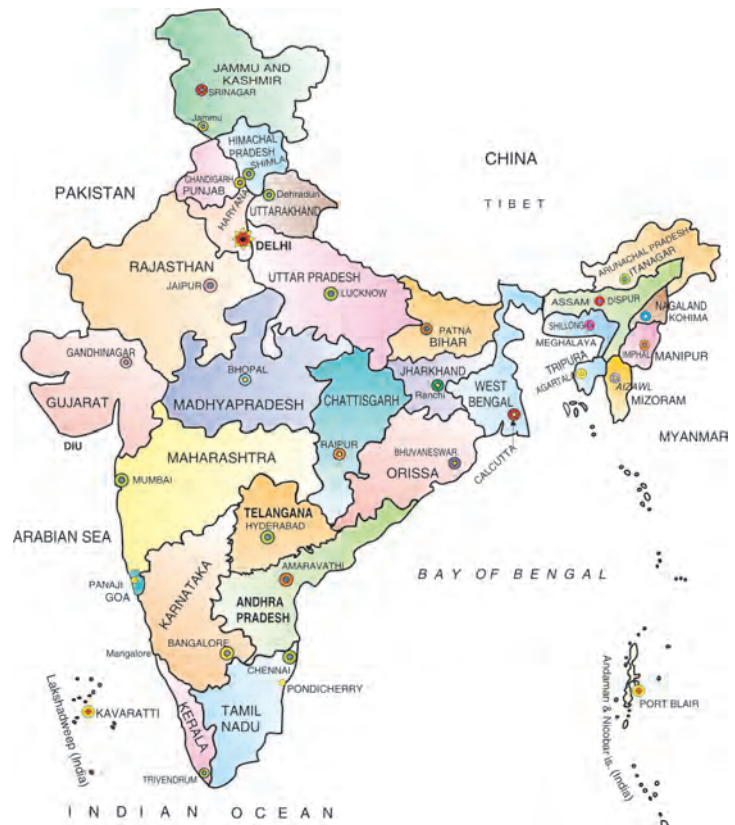 JAMMU AND
KASHMIR
SRINAGAR
Jammu
HIMACHAL
PRADESH
SHIMLA
CHINA
CHANDIGARH
PUNJAB
PAKISTAN
Dehradun
TIBET
HARYANA
UTTARAKHAND
DELHI
ARUNACHAL PRADESH
ITANAGAR
RAJASTHAN
JAIPUR
UTTAR PRADESH
LUCKNOW
ASSAM
DISPUR
NAGALAND
KOHIMA
SHILLONG
MEGHALAYA
PATNA
BIHAR
IMPHAL
MANIPUR
TRIPURA
AGARTALA
AIZAWL
MIZORAM
GANDHINAGAR
GUJARAT
BHOPAL
MADHYAPRADESH
CHATTISGARH
JHARKHAND
Ranchi
WEST
BENGAL
MYANMAR
DIU
CALCUTTA
MAHARASHTRA
RAIPUR
BHUVANESWAR
ORISSA
MUMBAI
TELANGANA
HYDERABAD
ARABIAN SEA
AMARAVATHI
BAY OF BENGAL
PANAJI
GOA
KARNATAKA
ANDHRA
PRADESH
Mangalore
BANGALORE
CHENNAI
PONDICHERRY
Lakshadweep (India)
KAVARATTI
KERALA
TAMIL
NADU
Andaman & Nicobar is. (India)
PORT BLAIR
TRIVENDRUM
INDIAN OCEAN